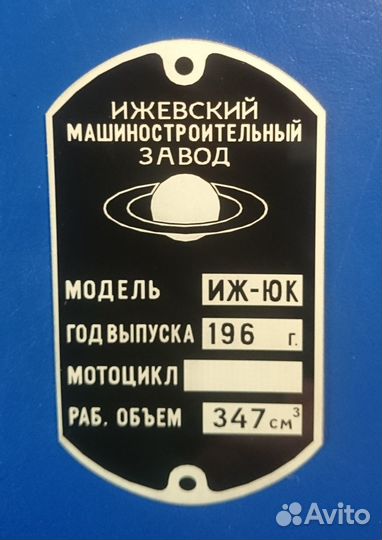 ИЖЕВСКИЙ
МАШИНОСТРОИТЕЛЬНЫЙ
ЗАВОД
МОДЕЛЬ ИЖ-ЮК
ГОД ВЫПУСКА 196 г.
МОТОЦИКЛ
РАБ. ОБЪЕМ 347 см³
Avito